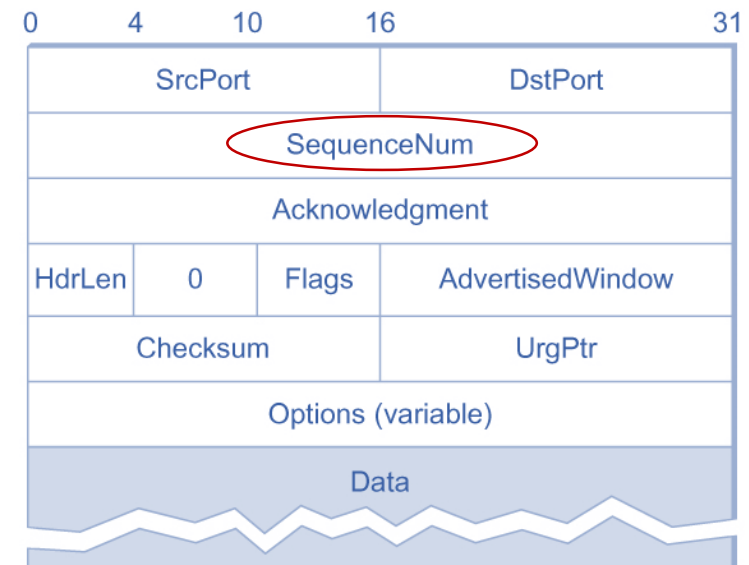 0 4 10 16 31
SrcPort DstPort
SequenceNum
Acknowledgment
HdrLen 0 Flags AdvertisedWindow
Checksum UrgPtr
Options (variable)
Data